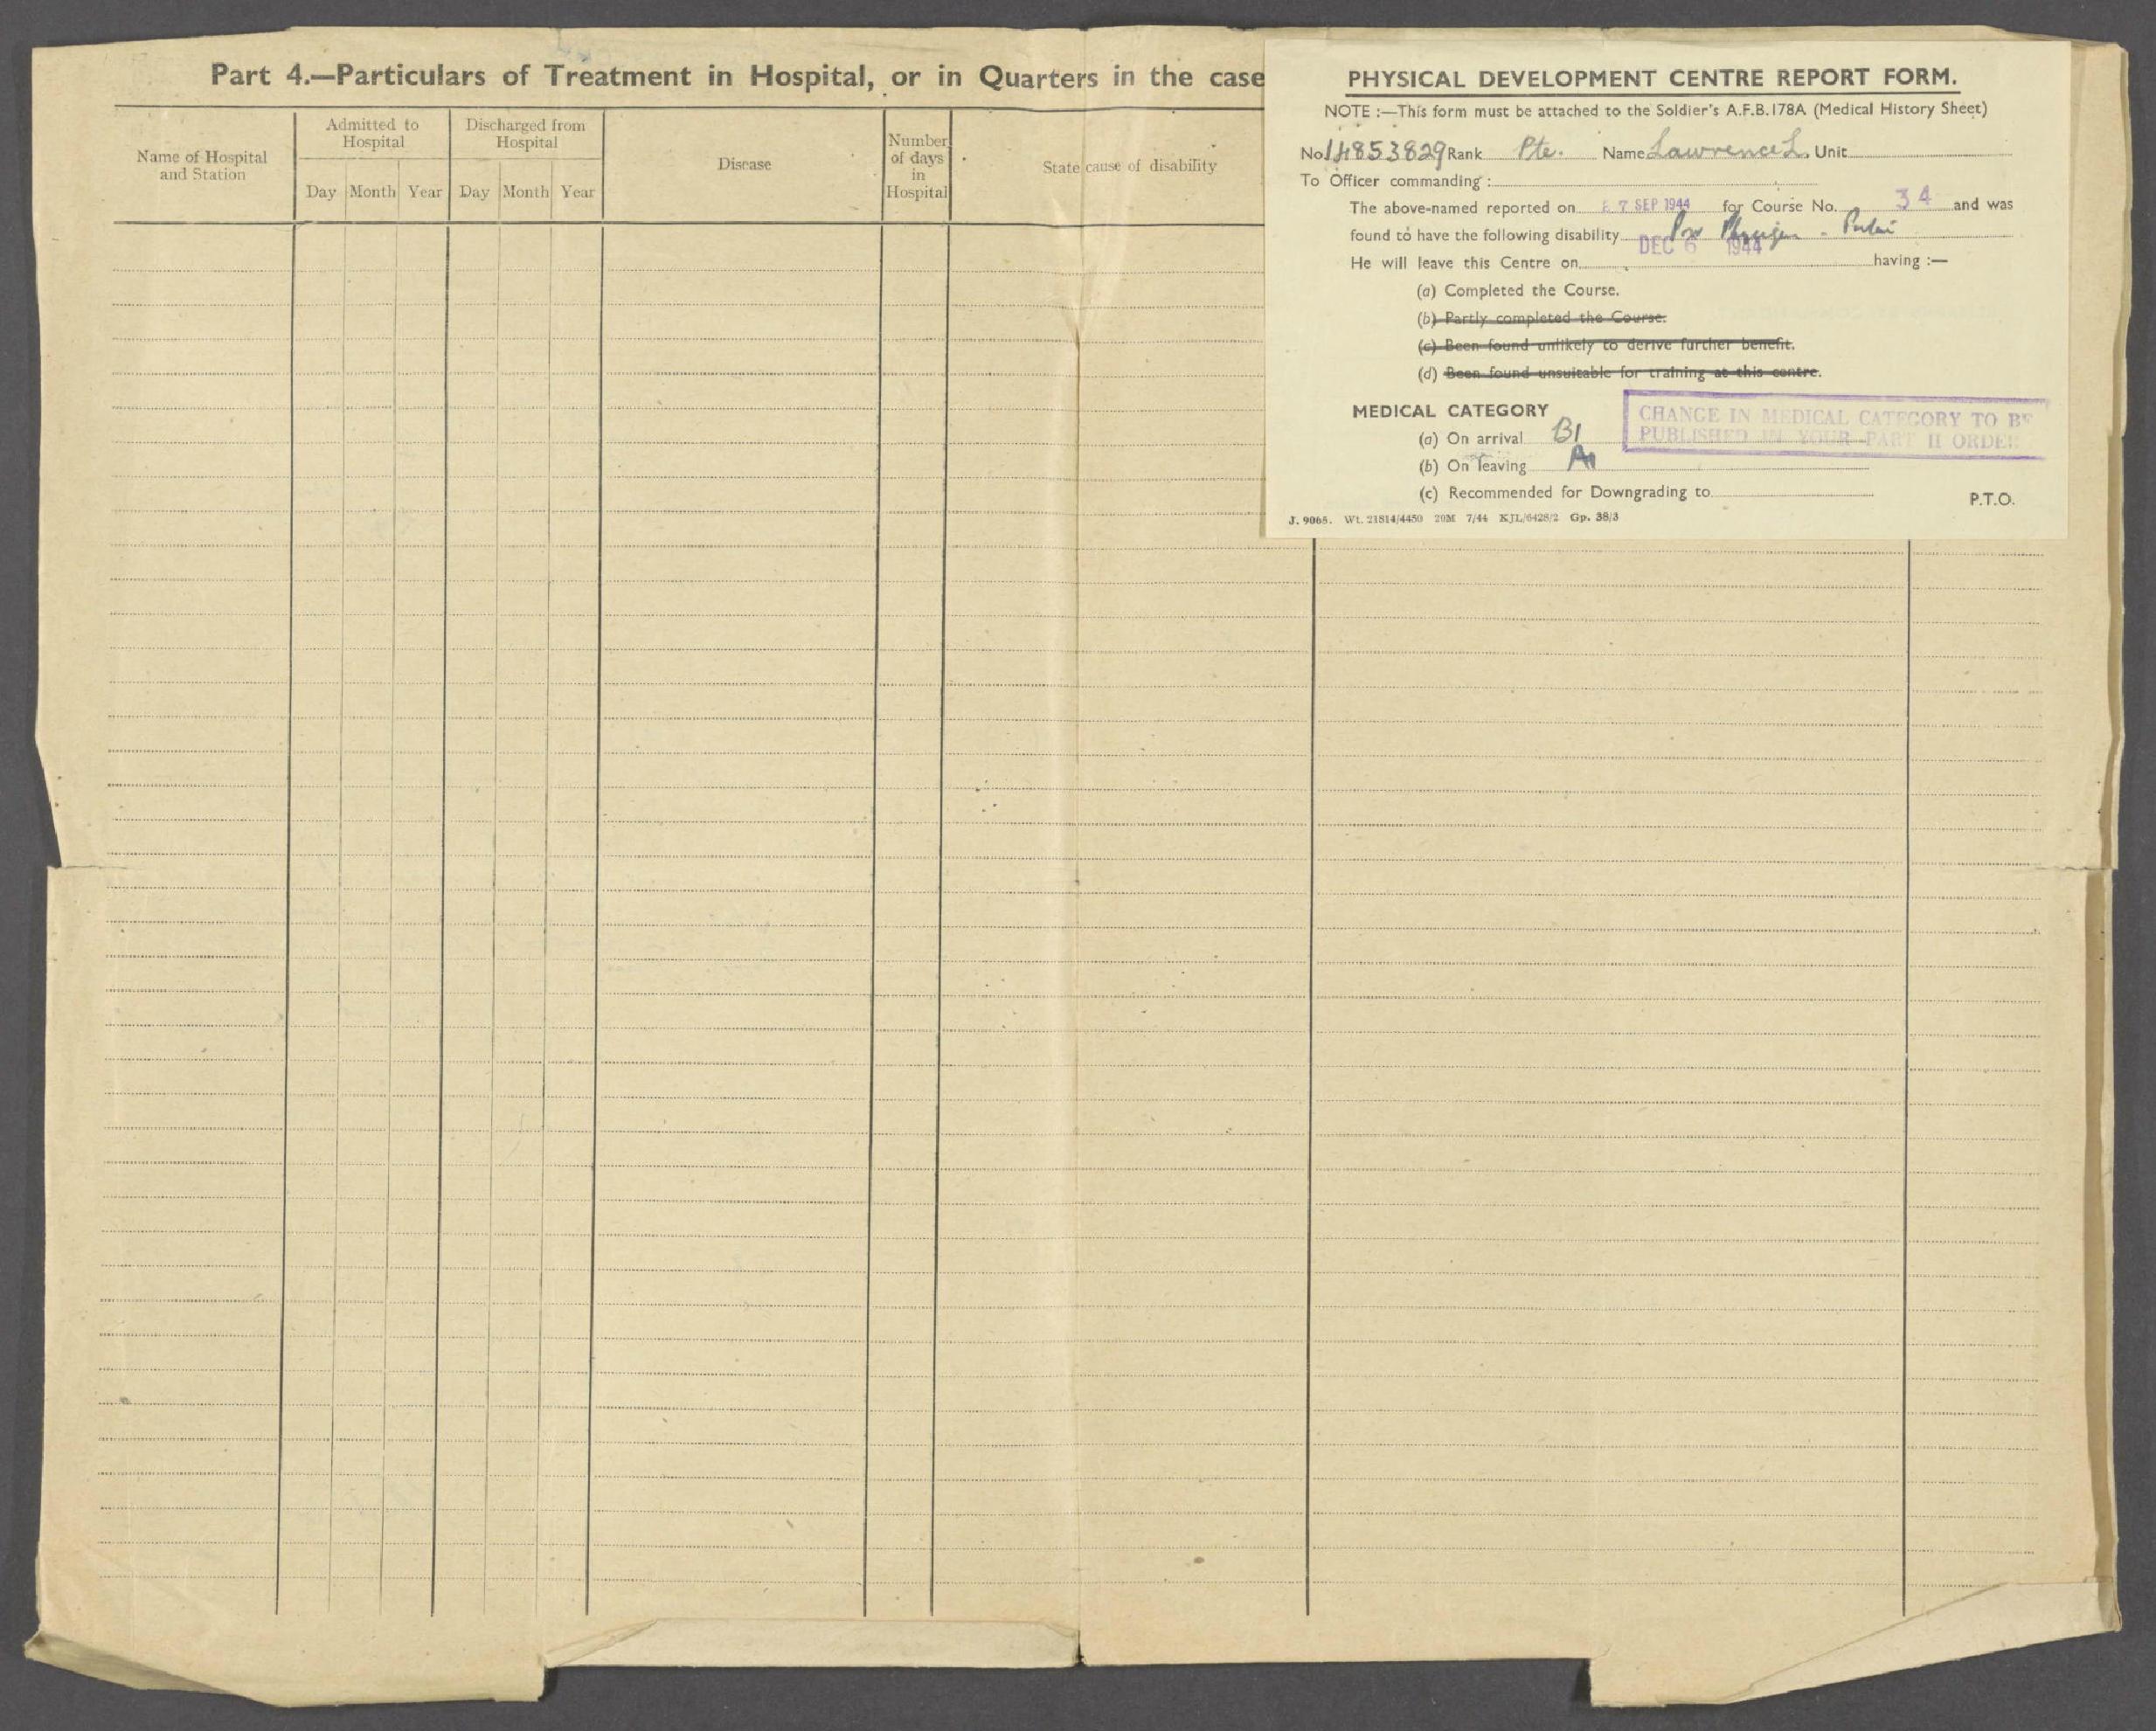 Part 4.—Particulars of Treatment in Hospital, or in Quarters in the case
Name of Hospital
and Station
Admitted to
Hospital
Day Month Year
Discharged from
Hospital
Day Month Year
Disease
Number
of days
in
Hospital
State cause of disability
PHYSICAL DEVELOPMENT CENTRE REPORT FORM.
NOTE :—This form must be attached to the Soldier's A.F.B.178A (Medical History Sheet)
No. 14853829 Rank Pte. Name Lawrence L. Unit
To Officer commanding :
The above-named reported on 27 SEP 1944 for Course No. 34 and was
found to have the following disability Poor Physique
DEC 6 1944
He will leave this Centre on having :—
(a) Completed the Course.
(b) Partly completed the Course.
(c) Been found unlikely to derive further benefit.
(d) Been found unsuitable for training at this centre.
MEDICAL CATEGORY
CHANGE IN MEDICAL CATEGORY TO BE
PUBLISHED IN YOUR PART II ORDER
(a) On arrival B1
(b) On leaving A1
(c) Recommended for Downgrading to
P.T.O.
J. 9065. Wt. 21814/4450 20M 7/44 KJL/6428/2 Gp. 38/3